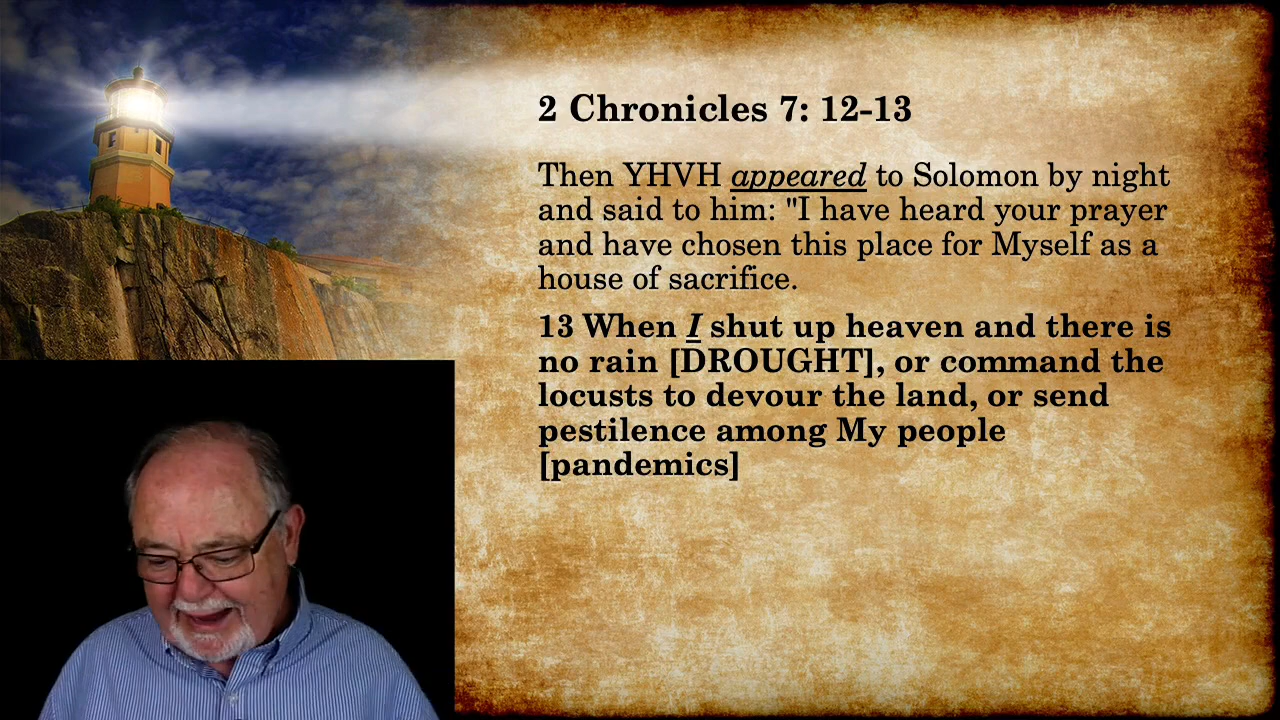 2 Chronicles 7: 12-13
Then YHVH appeared to Solomon by night
and said to him: "I have heard your prayer
and have chosen this place for Myself as a
house of sacrifice.
13 When I shut up heaven and there is
no rain [DROUGHT], or command the
locusts to devour the land, or send
pestilence among My people
[pandemics]